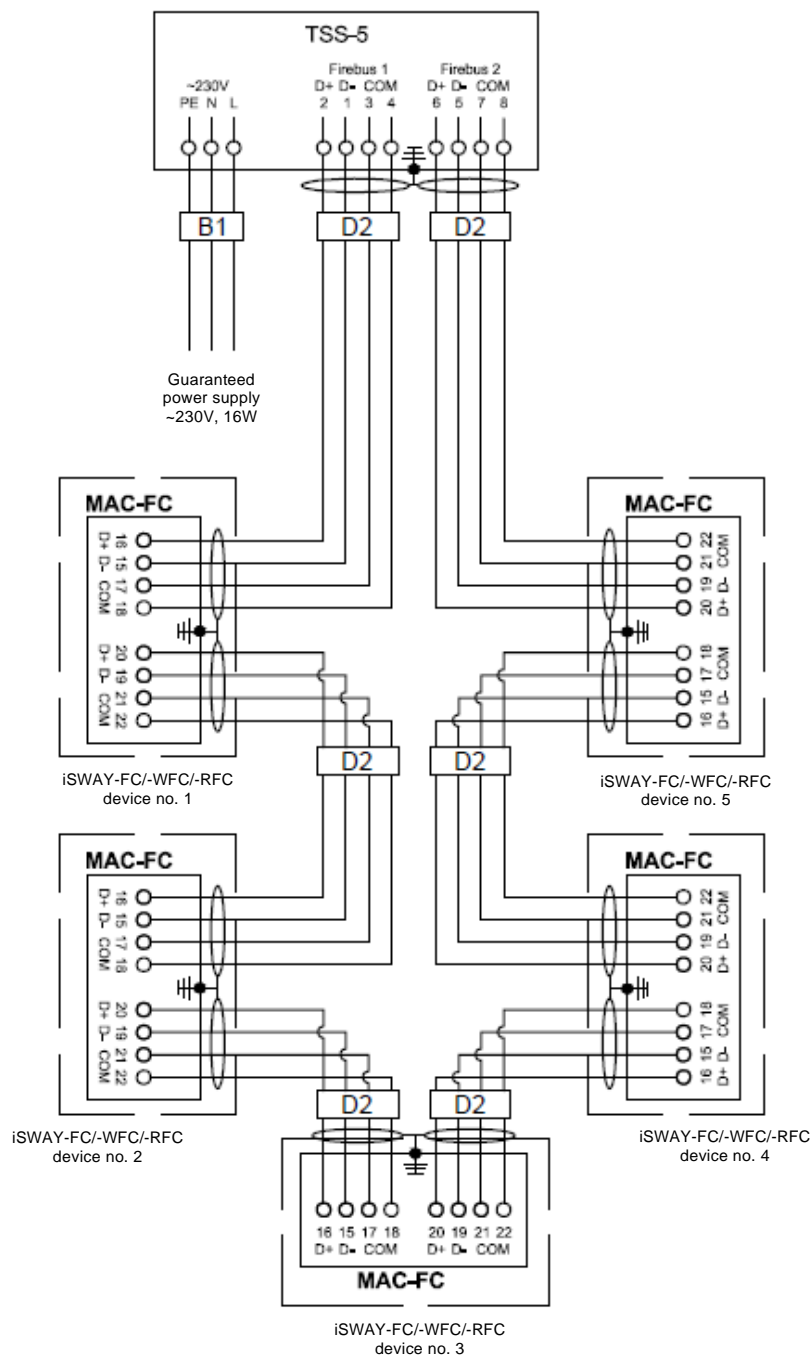 TSS-5
Firebus 1
Firebus 2
~230V
D+ D- COM
D+ D- COM
PE N L
2 1 3 4
6 5 7 8
B1
D2
D2
Guaranteed
power supply
~230V, 16W
MAC-FC
D+ 16
D- 15
COM 17
18
D+ 20
D- 19
COM 21
22
iSWAY-FC/-WFC/-RFC
device no. 1
MAC-FC
22
21 COM
19 D-
20 D+
18
17 COM
15 D-
16 D+
iSWAY-FC/-WFC/-RFC
device no. 5
D2
D2
MAC-FC
D+ 16
D- 15
COM 17
18
D+ 20
D- 19
COM 21
22
iSWAY-FC/-WFC/-RFC
device no. 2
MAC-FC
22
21 COM
19 D-
20 D+
18
17 COM
15 D-
16 D+
iSWAY-FC/-WFC/-RFC
device no. 4
D2
D2
16 15 17 18
20 19 21 22
D+ D- COM
D+ D- COM
MAC-FC
iSWAY-FC/-WFC/-RFC
device no. 3